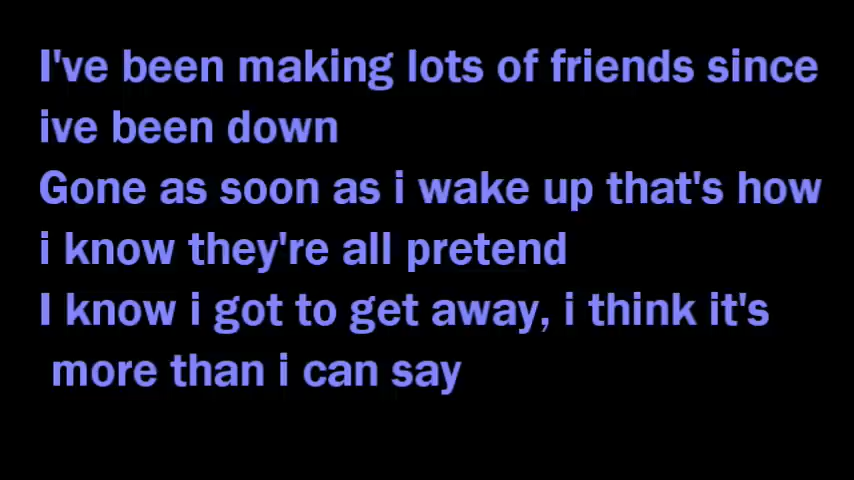 I've been making lots of friends since
ive been down
Gone as soon as i wake up that's how
i know they're all pretend
I know i got to get away, i think it's
more than i can say